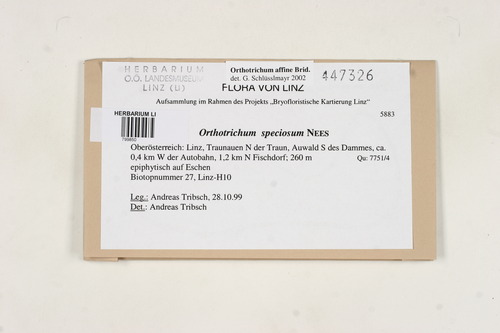 HERBARIUM
O.Ö. LANDESMUSEUM
LINZ (LI)
Orthotrichum affine Brid.
det. G. Schlüsslmayr 2002
447326
FLORA VON LINZ
Aufsammlung im Rahmen des Projekts „Bryofloristische Kartierung Linz"
HERBARIUM LI
799850
5883
Orthotrichum speciosum NEES
Oberösterreich: Linz, Traunauen N der Traun, Auwald S des Dammes, ca.
0,4 km W der Autobahn, 1,2 km N Fischdorf; 260 m
Qu: 7751/4
epiphytisch auf Eschen
Biotopnummer 27, Linz-H10
Leg.: Andreas Tribsch, 28.10.99
Det.: Andreas Tribsch